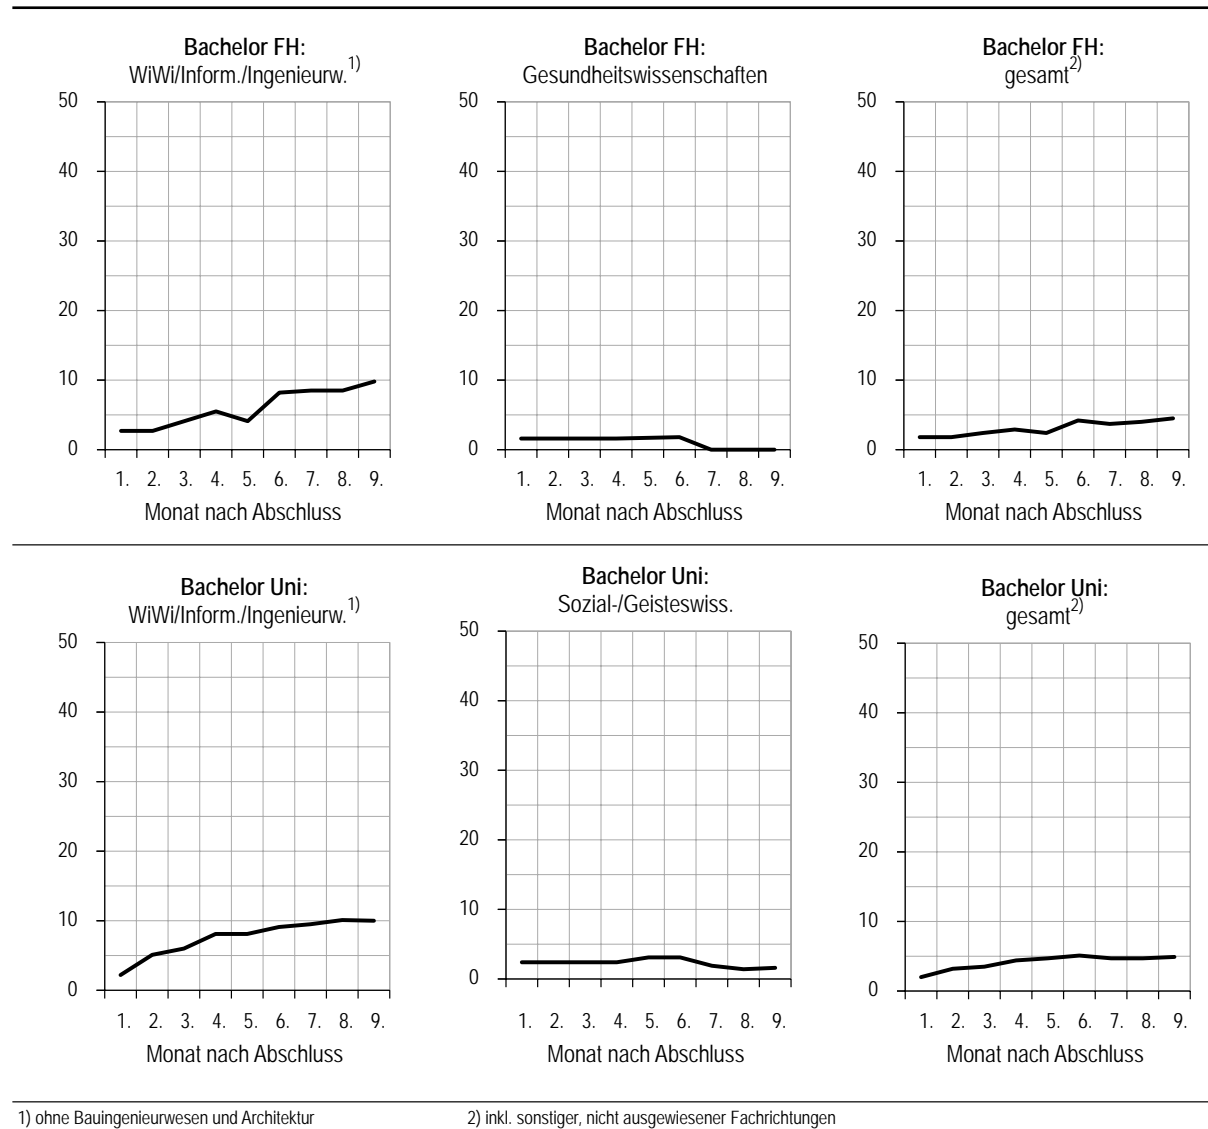 Bachelor FH:
WiWi/Inform./Ingenieurw.1)
50
40
30
20
10
0
1. 2. 3. 4. 5. 6. 7. 8. 9.
Monat nach Abschluss
Bachelor FH:
Gesundheitswissenschaften
50
40
30
20
10
0
1. 2. 3. 4. 5. 6. 7. 8. 9.
Monat nach Abschluss
Bachelor FH:
gesamt2)
50
40
30
20
10
0
1. 2. 3. 4. 5. 6. 7. 8. 9.
Monat nach Abschluss
Bachelor Uni:
WiWi/Inform./Ingenieurw.1)
50
40
30
20
10
0
1. 2. 3. 4. 5. 6. 7. 8. 9.
Monat nach Abschluss
Bachelor Uni:
Sozial-/Geisteswiss.
50
40
30
20
10
0
1. 2. 3. 4. 5. 6. 7. 8. 9.
Monat nach Abschluss
Bachelor Uni:
gesamt2)
50
40
30
20
10
0
1. 2. 3. 4. 5. 6. 7. 8. 9.
Monat nach Abschluss
1) ohne Bauingenieurwesen und Architektur
2) inkl. sonstiger, nicht ausgewiesener Fachrichtungen